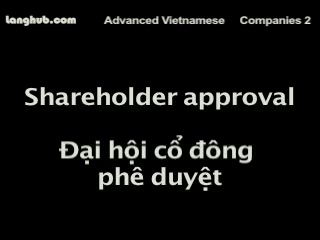 langhub.com Advanced Vietnamese Companies 2
Shareholder approval
Đại hội cổ đông
phê duyệt